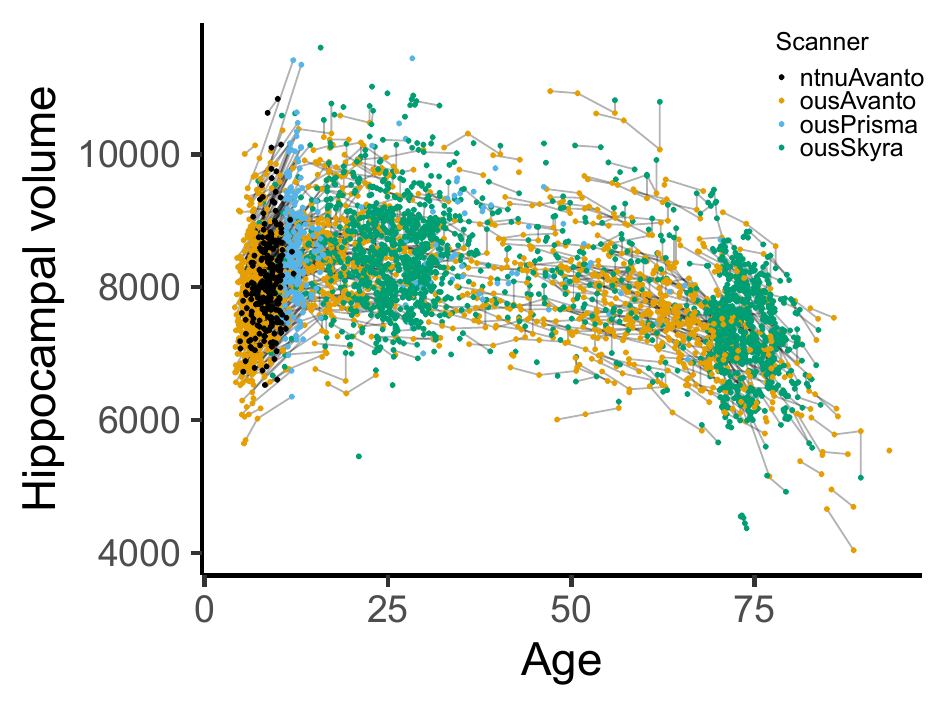 Scanner
ntnuAvanto
ousAvanto
ousPrisma
ousSkyra
Hippocampal volume
10000
8000
6000
4000
0 25 50 75
Age